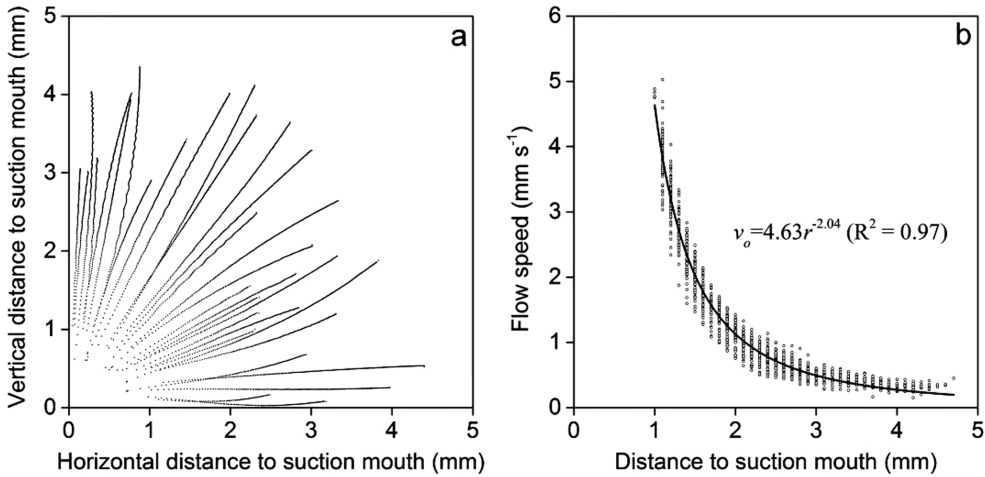 a
5
4
3
2
1
0
Vertical distance to suction mouth (mm)
0 1 2 3 4 5
Horizontal distance to suction mouth (mm)
b
6
5
4
3
2
1
0
Flow speed (mm s⁻¹)
vₒ=4.63r⁻²·⁰⁴ (R² = 0.97)
0 1 2 3 4 5
Distance to suction mouth (mm)